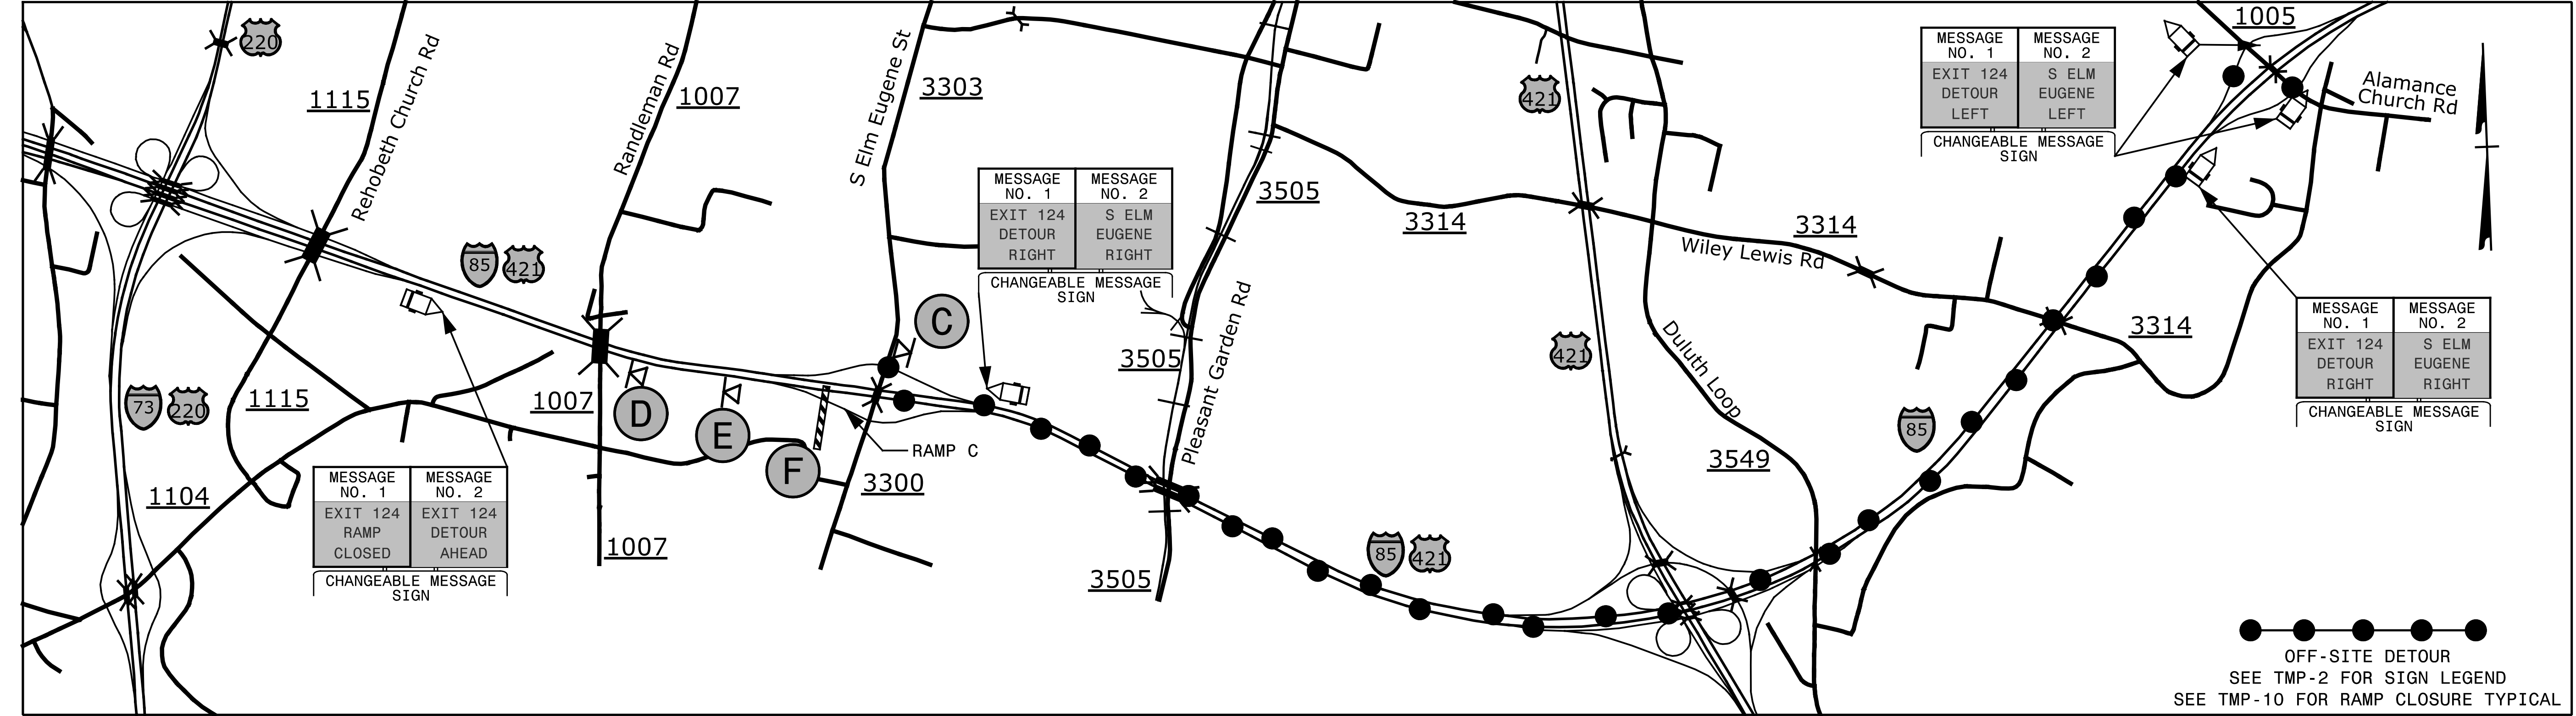 220
1115
Rehobeth Church Rd
Randleman Rd
1007
S Elm Eugene St
3303
MESSAGE NO. 1
MESSAGE NO. 2
EXIT 124
DETOUR
RIGHT
S ELM
EUGENE
RIGHT
CHANGEABLE MESSAGE
SIGN
3505
3314
421
3314
Wiley Lewis Rd
MESSAGE NO. 1
MESSAGE NO. 2
EXIT 124
DETOUR
LEFT
S ELM
EUGENE
LEFT
CHANGEABLE MESSAGE
SIGN
1005
Alamance
Church Rd
85
421
C
3505
Pleasant Garden Rd
421
Duluth Loop
3314
MESSAGE NO. 1
MESSAGE NO. 2
EXIT 124
DETOUR
RIGHT
S ELM
EUGENE
RIGHT
CHANGEABLE MESSAGE
SIGN
73
220
1115
1007
D
E
F
RAMP C
3300
3549
85
1104
MESSAGE NO. 1
MESSAGE NO. 2
EXIT 124
RAMP
CLOSED
EXIT 124
DETOUR
AHEAD
CHANGEABLE MESSAGE
SIGN
1007
3505
85
421
OFF-SITE DETOUR
SEE TMP-2 FOR SIGN LEGEND
SEE TMP-10 FOR RAMP CLOSURE TYPICAL